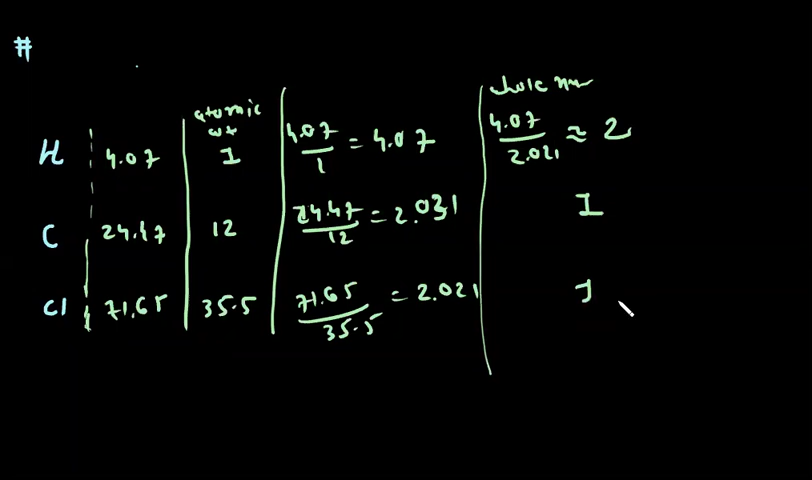 #
whole nu
atomic wt
H 4.07 1 4.07/1 = 4.07 4.07/2.021 ≈ 2
C 24.47 12 24.47/12 = 2.031 1
Cl 71.65 35.5 71.65/35.5 = 2.021 1